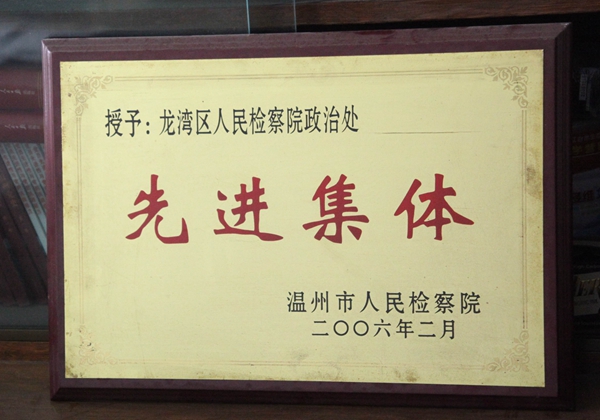 授予：龙湾区人民检察院政治处
先进集体
温州市人民检察院
二〇〇六年二月